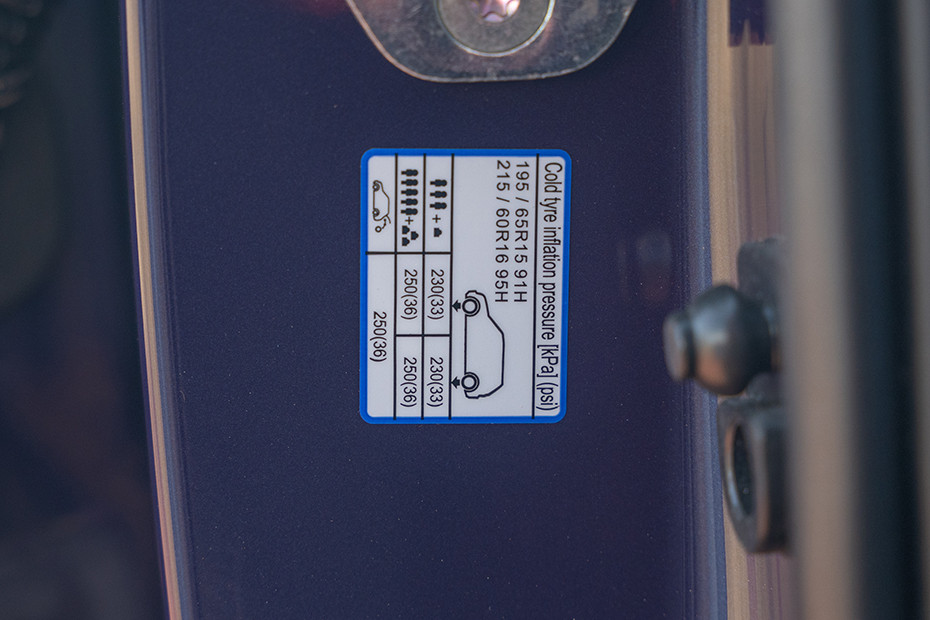 Cold tyre inflation pressure [kPa] (psi)
195 / 65R15 91H
215 / 60R16 95H
+ 230(33) 230(33)
+ 250(36) 250(36)
250(36)